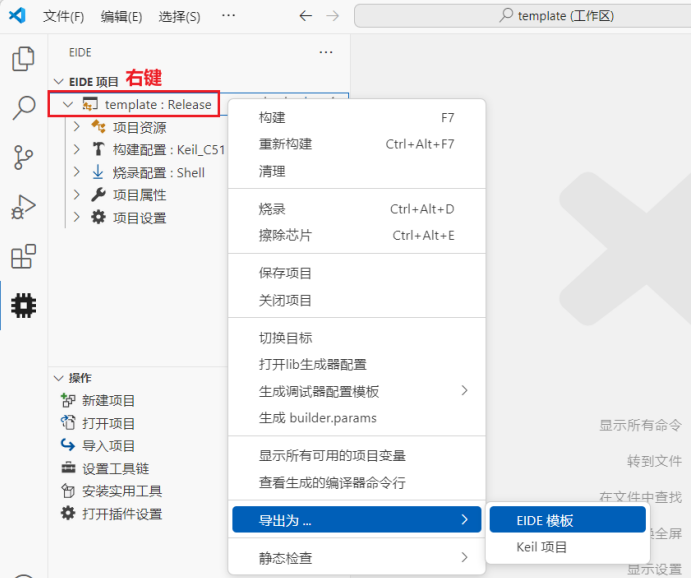 文件(F) 编辑(E) 选择(S) ··· template (工作区)
EIDE ···
EIDE 项目 右键
template : Release
项目资源
构建配置 : Keil_C51
烧录配置 : Shell
项目属性
项目设置
构建 F7
重新构建 Ctrl+Alt+F7
清理
烧录 Ctrl+Alt+D
擦除芯片 Ctrl+Alt+E
保存项目
关闭项目
切换目标
打开lib生成器配置
生成调试器配置模板
生成 builder.params
显示所有可用的项目变量
查看生成的编译器命令行
导出为 ...
静态检查
EIDE 模板
Keil 项目
操作
新建项目
打开项目
导入项目
设置工具链
安装实用工具
打开插件设置
显示所有命令
转到文件
在文件中查找
全屏
显示设置